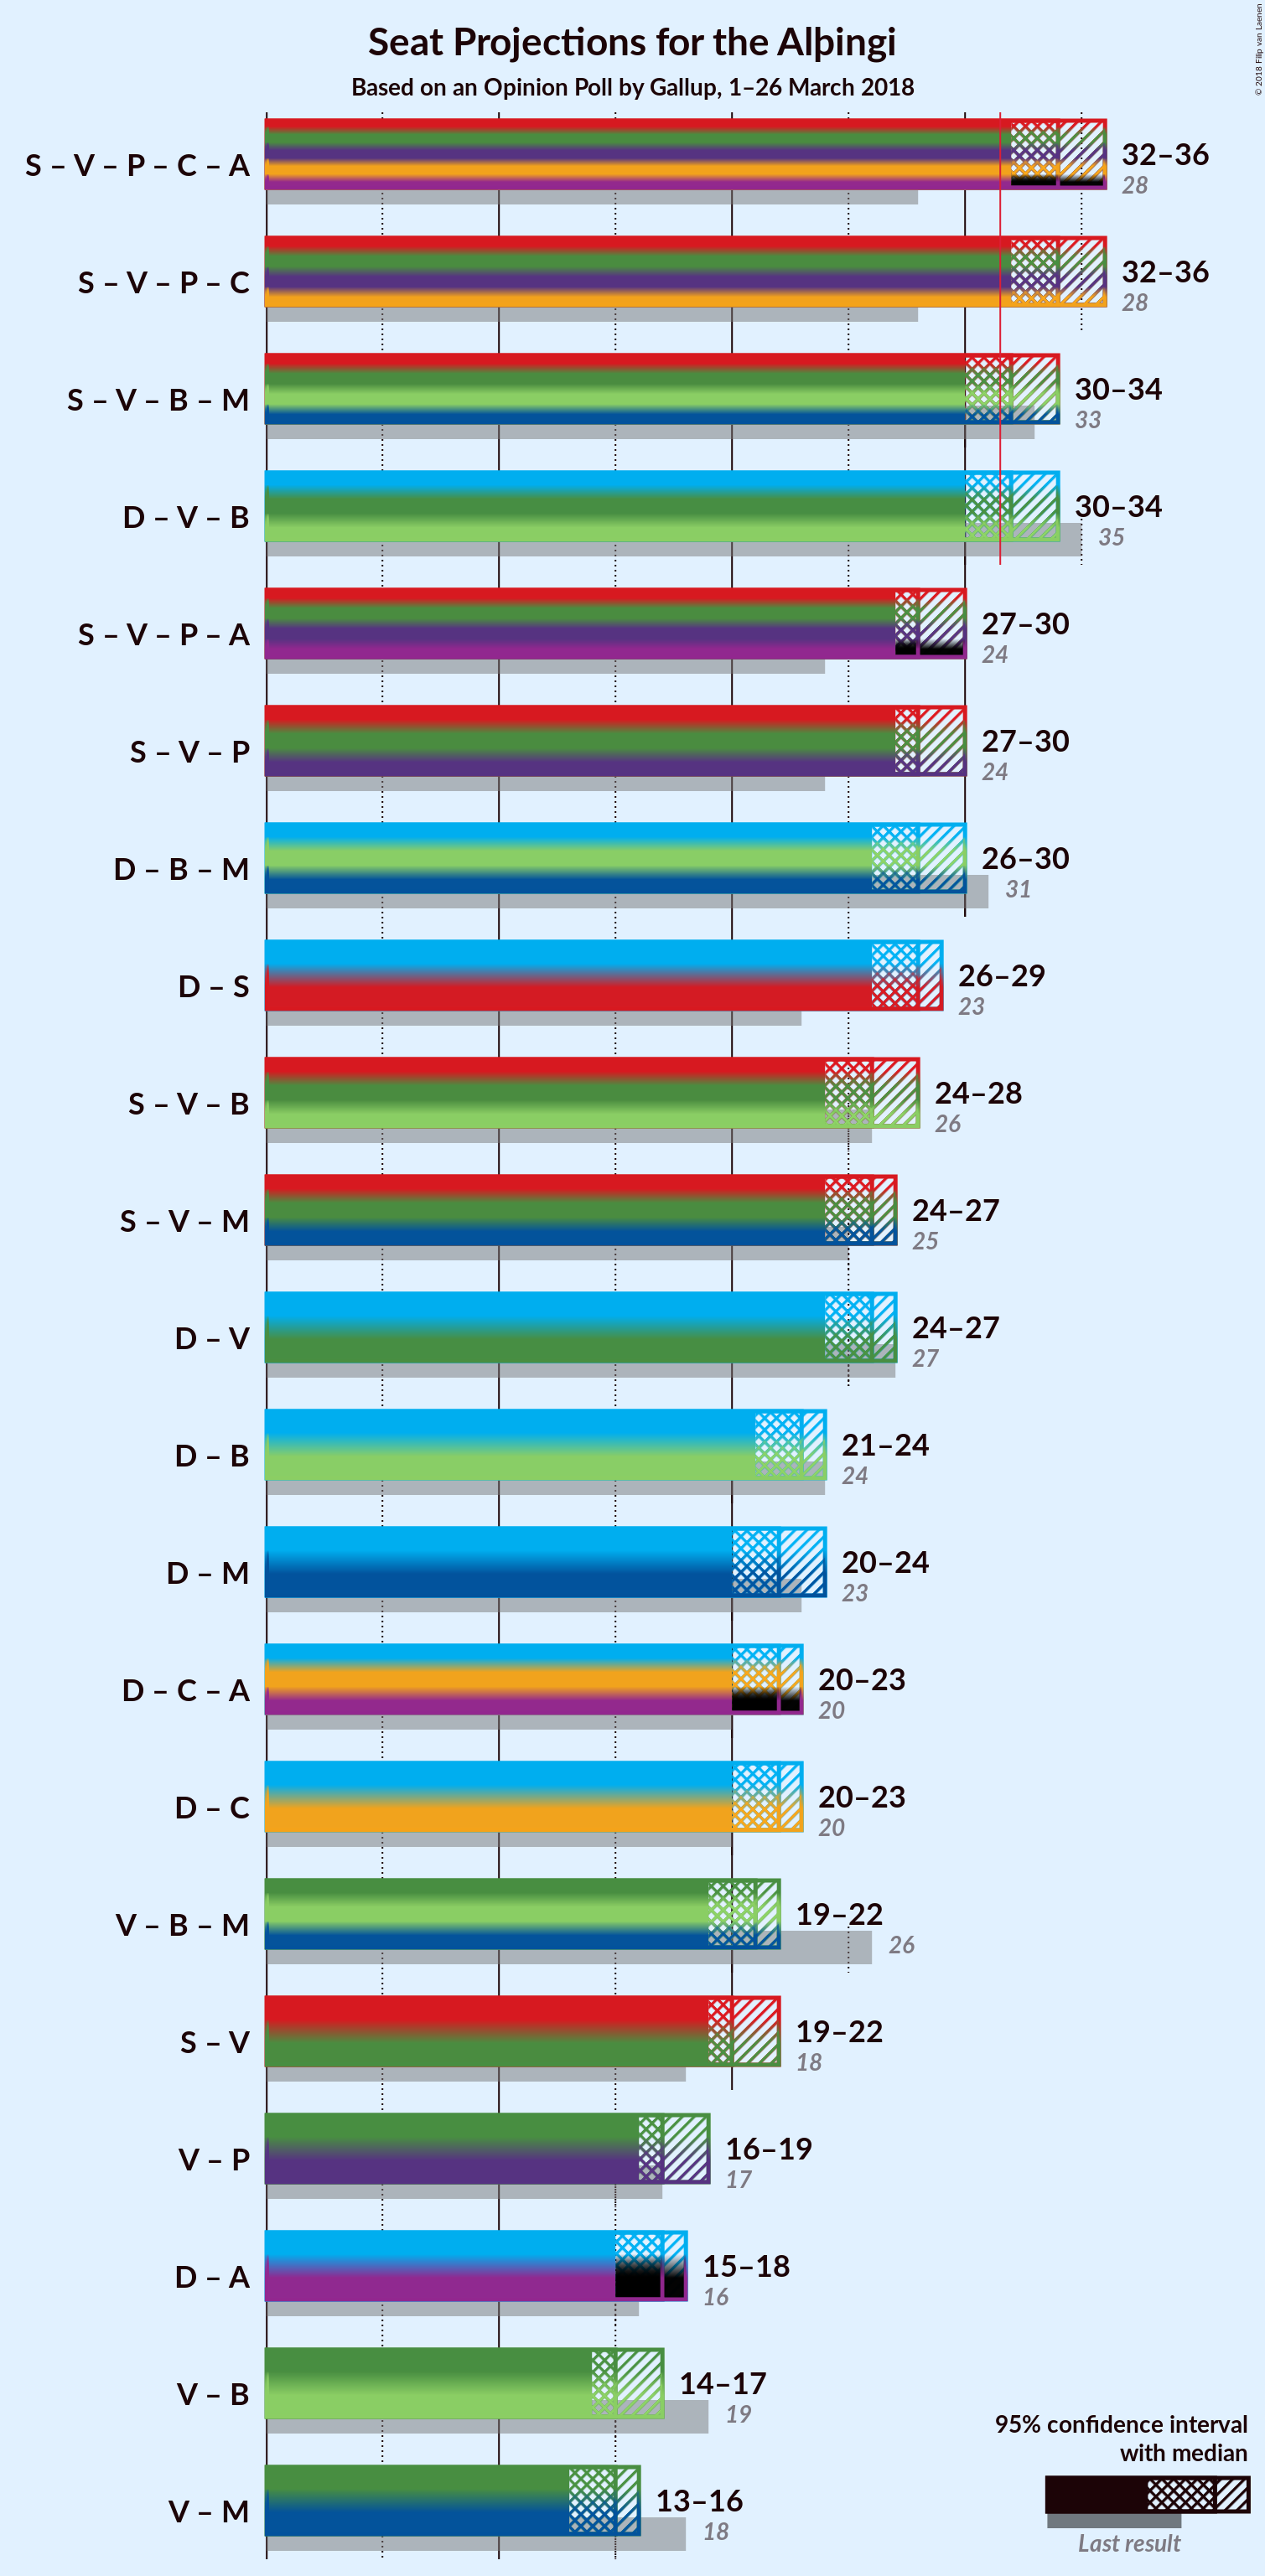 © 2018 Filip van Laenen
Seat Projections for the Alþingi
Based on an Opinion Poll by Gallup, 1–26 March 2018
S – V – P – C – A
32–36
28
S – V – P – C
32–36
28
S – V – B – M
30–34
33
D – V – B
30–34
35
S – V – P – A
27–30
24
S – V – P
27–30
24
D – B – M
26–30
31
D – S
26–29
23
S – V – B
24–28
26
S – V – M
24–27
25
D – V
24–27
27
D – B
21–24
24
D – M
20–24
23
D – C – A
20–23
20
D – C
20–23
20
V – B – M
19–22
26
S – V
19–22
18
V – P
16–19
17
D – A
15–18
16
V – B
14–17
19
V – M
13–16
18
95% confidence interval
with median
Last result